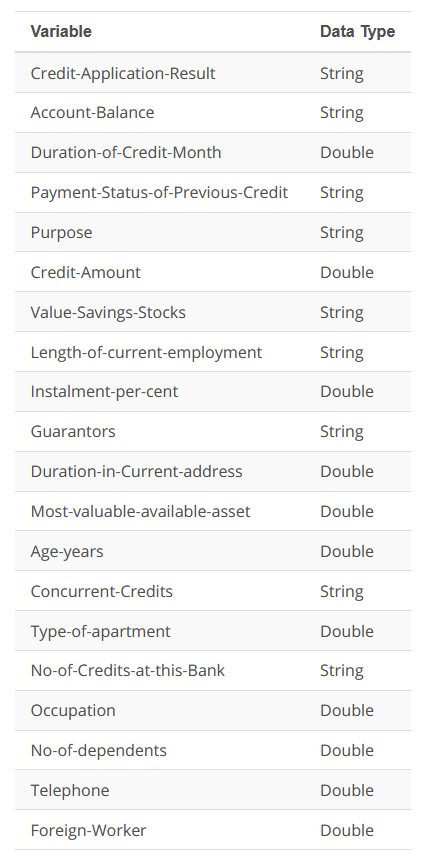 Variable Data Type
Credit-Application-Result String
Account-Balance String
Duration-of-Credit-Month Double
Payment-Status-of-Previous-Credit String
Purpose String
Credit-Amount Double
Value-Savings-Stocks String
Length-of-current-employment String
Instalment-per-cent Double
Guarantors String
Duration-in-Current-address Double
Most-valuable-available-asset Double
Age-years Double
Concurrent-Credits String
Type-of-apartment Double
No-of-Credits-at-this-Bank String
Occupation Double
No-of-dependents Double
Telephone Double
Foreign-Worker Double